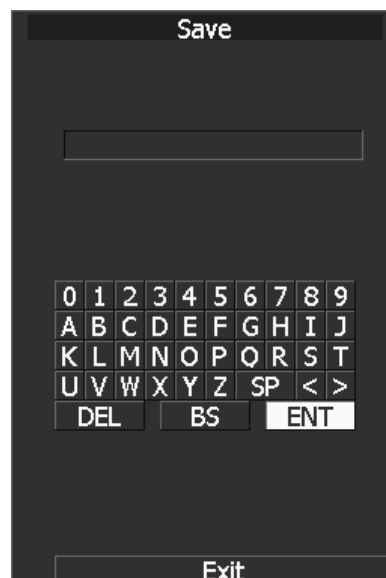 Save
0 1 2 3 4 5 6 7 8 9
A B C D E F G H I J
K L M N O P Q R S T
U V W X Y Z SP < >
DEL BS ENT
Exit